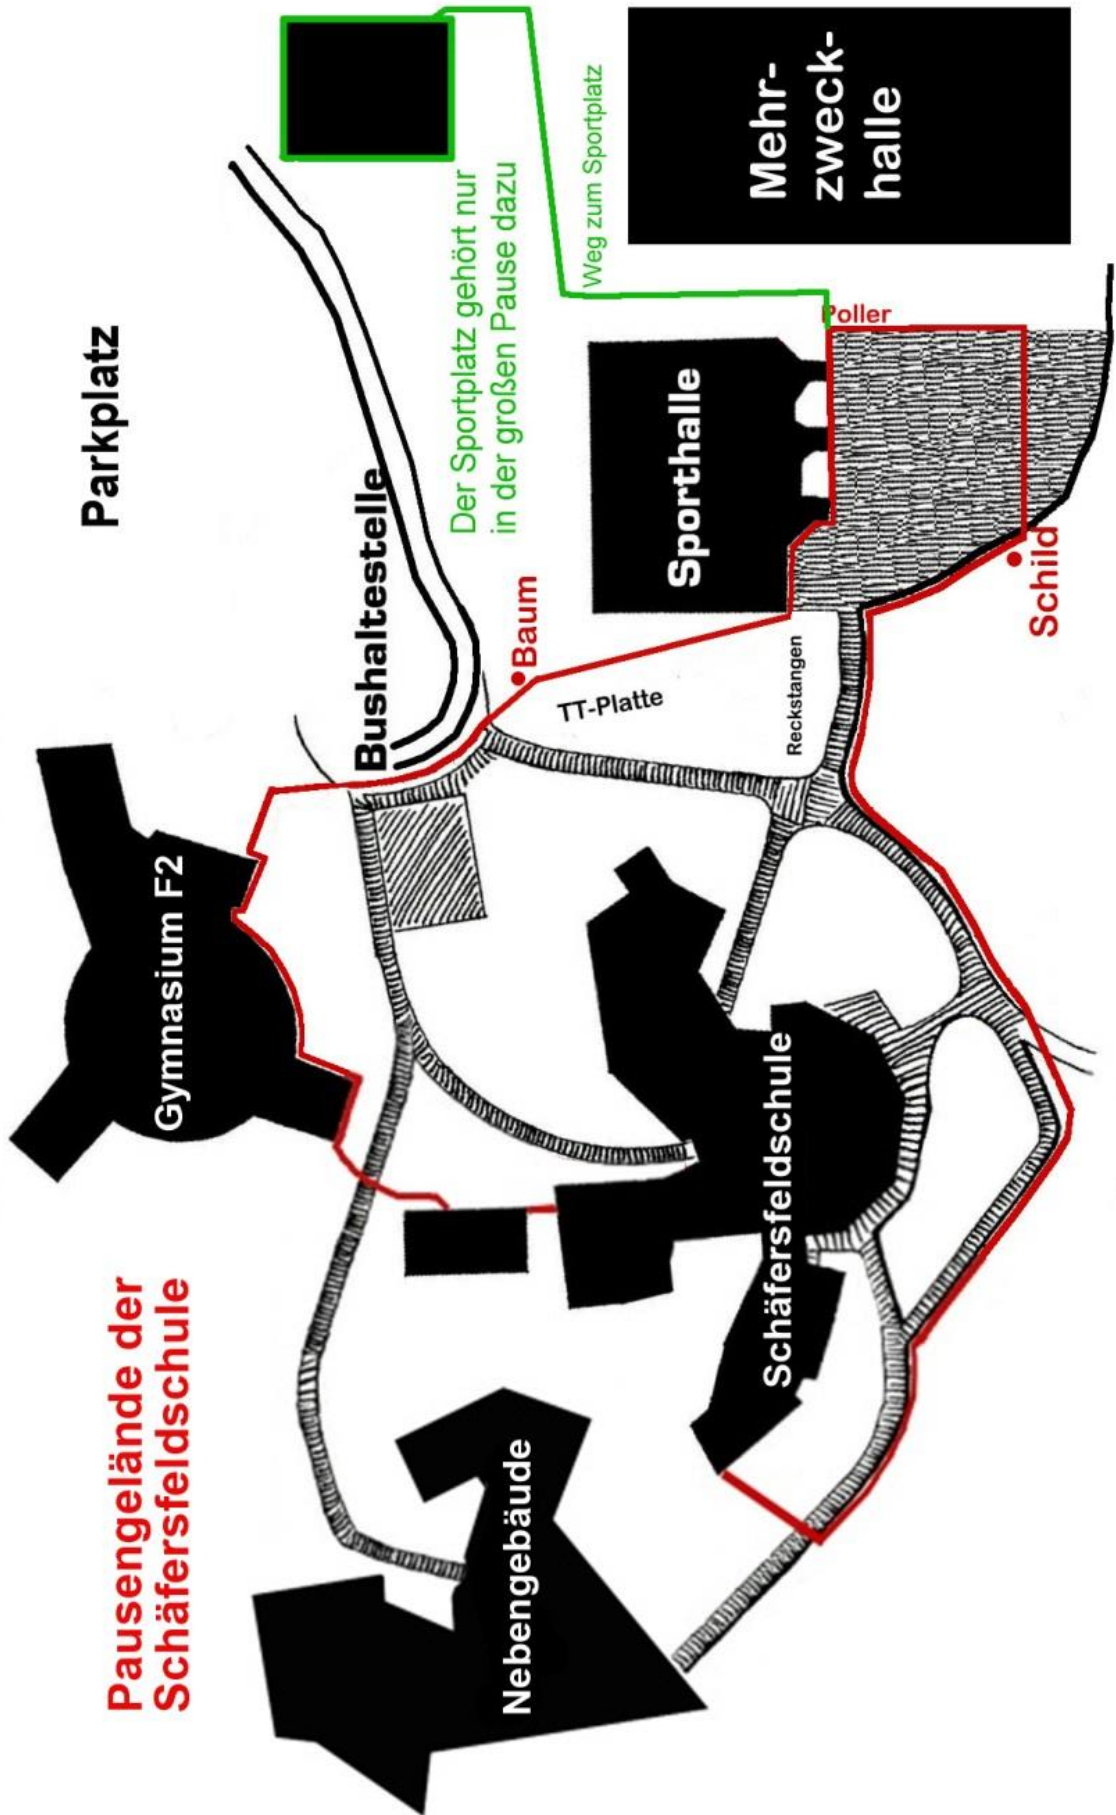 Pausengelände der
Schäfersfeldschule
Parkplatz
Gymnasium F2
Bushaltestelle
Der Sportplatz gehört nur
in der großen Pause dazu
Baum
Nebengebäude
TT-Platte
Weg zum Sportplatz
Sporthalle
Schäfersfeldschule
Reckstangen
Mehr-
zweck-
halle
Poller
Schild